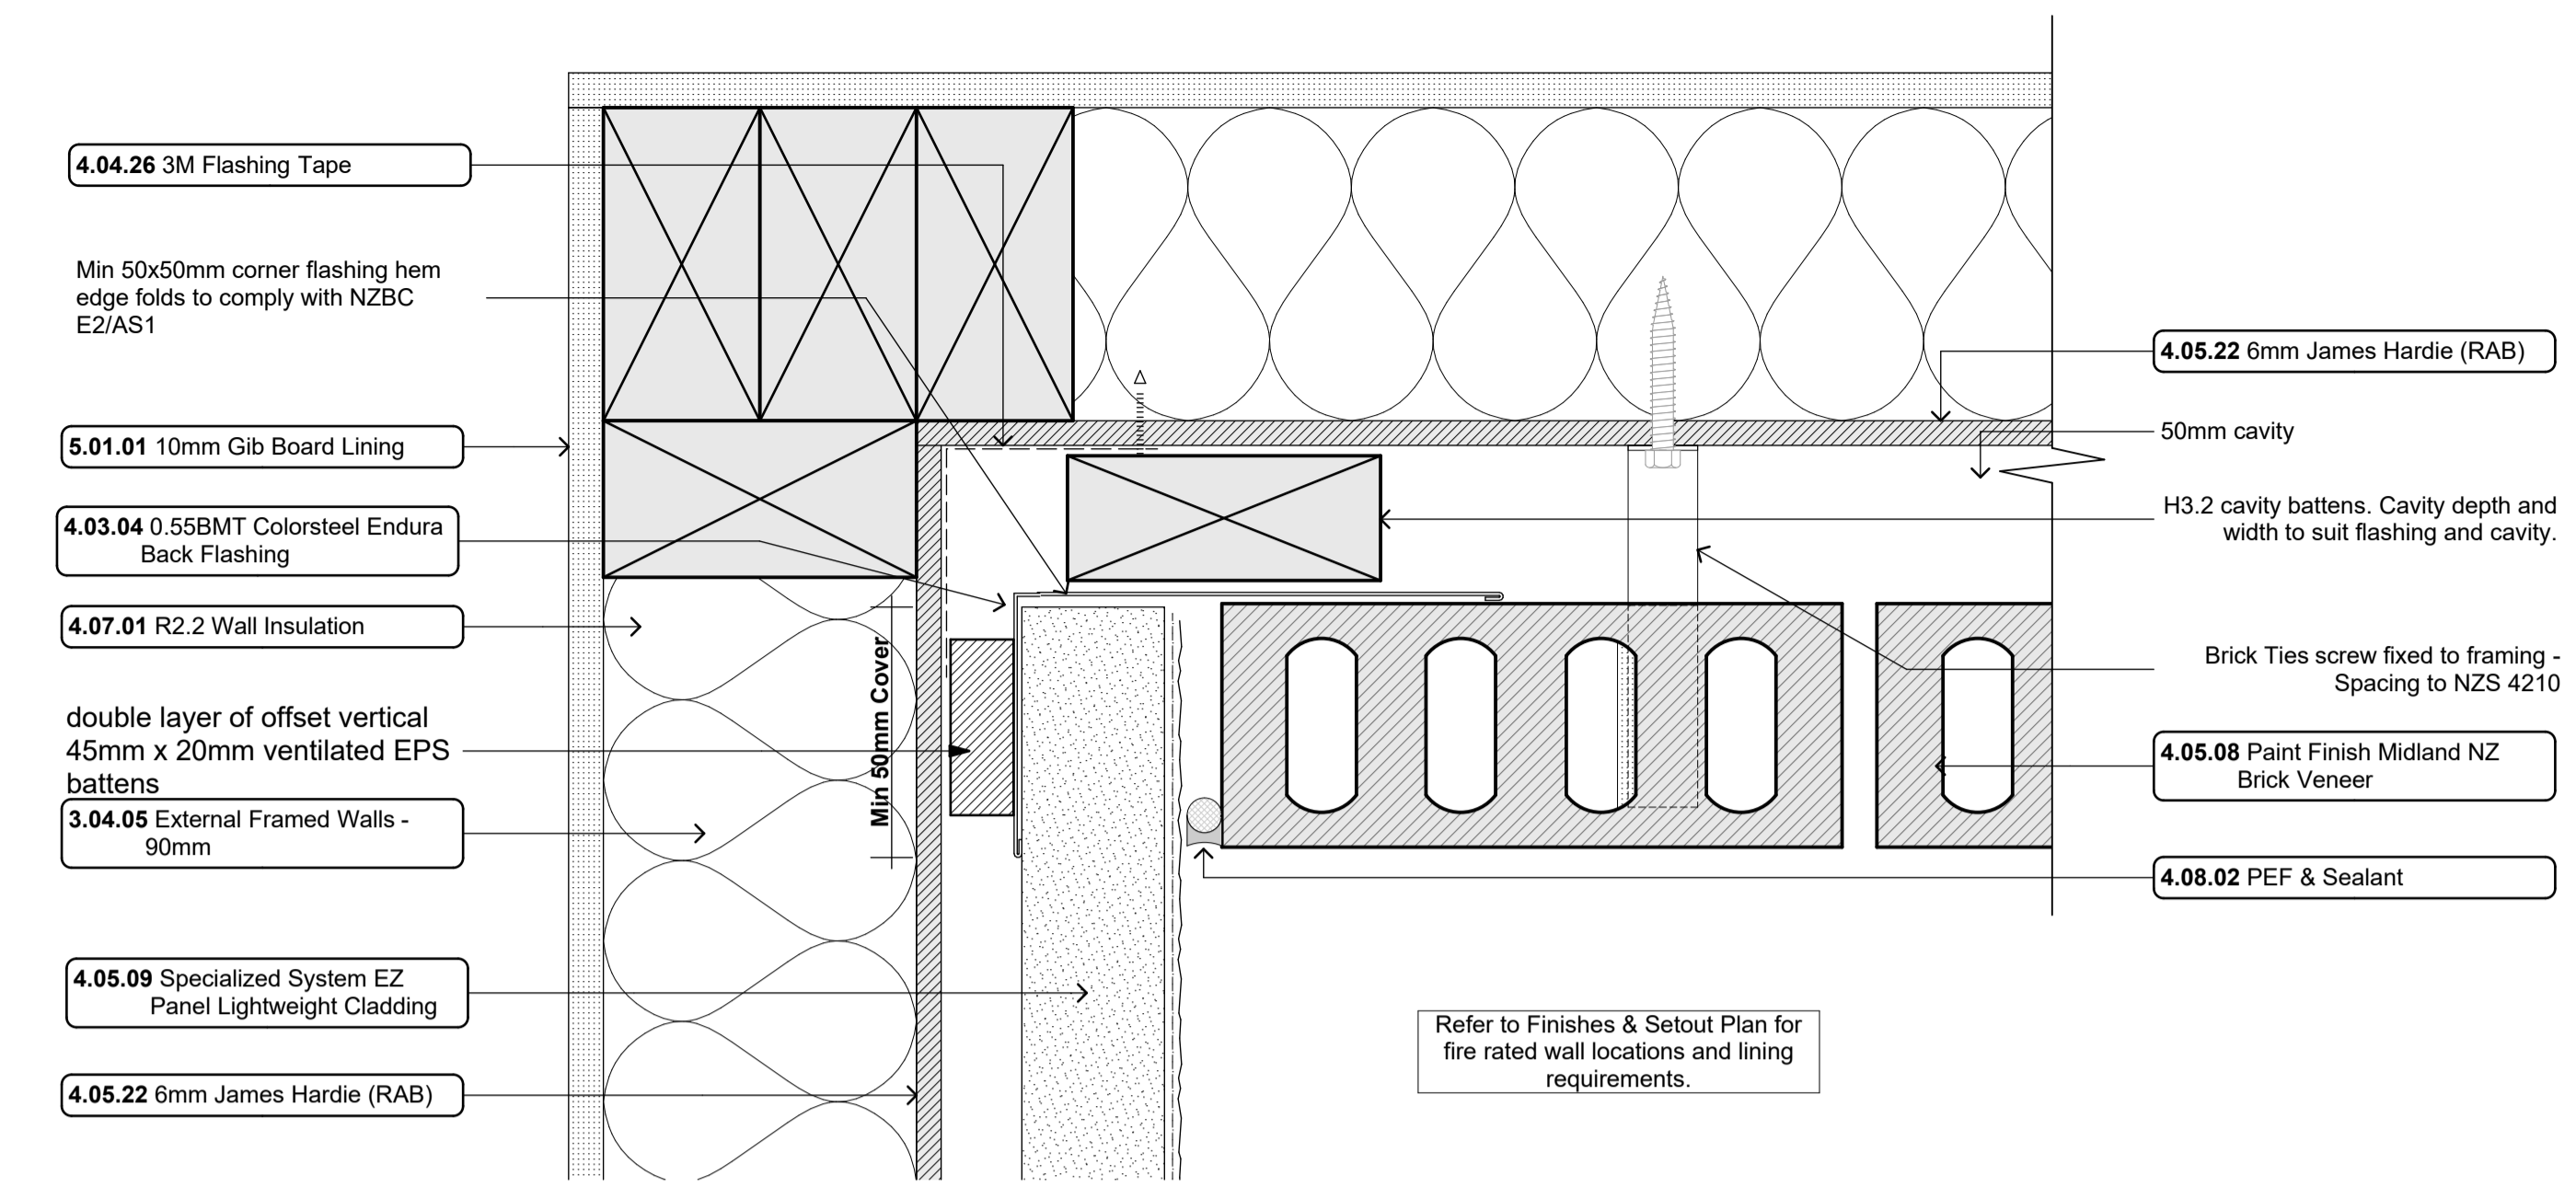 4.04.26 3M Flashing Tape
Min 50x50mm corner flashing hem
edge folds to comply with NZBC
E2/AS1
5.01.01 10mm Gib Board Lining
4.03.04 0.55BMT Colorsteel Endura
Back Flashing
4.07.01 R2.2 Wall Insulation
double layer of offset vertical
45mm x 20mm ventilated EPS
battens
3.04.05 External Framed Walls -
90mm
4.05.09 Specialized System EZ
Panel Lightweight Cladding
4.05.22 6mm James Hardie (RAB)
Min 50mm Cover
4.05.22 6mm James Hardie (RAB)
50mm cavity
H3.2 cavity battens. Cavity depth and
width to suit flashing and cavity.
Brick Ties screw fixed to framing -
Spacing to NZS 4210
4.05.08 Paint Finish Midland NZ
Brick Veneer
4.08.02 PEF & Sealant
Refer to Finishes & Setout Plan for
fire rated wall locations and lining
requirements.